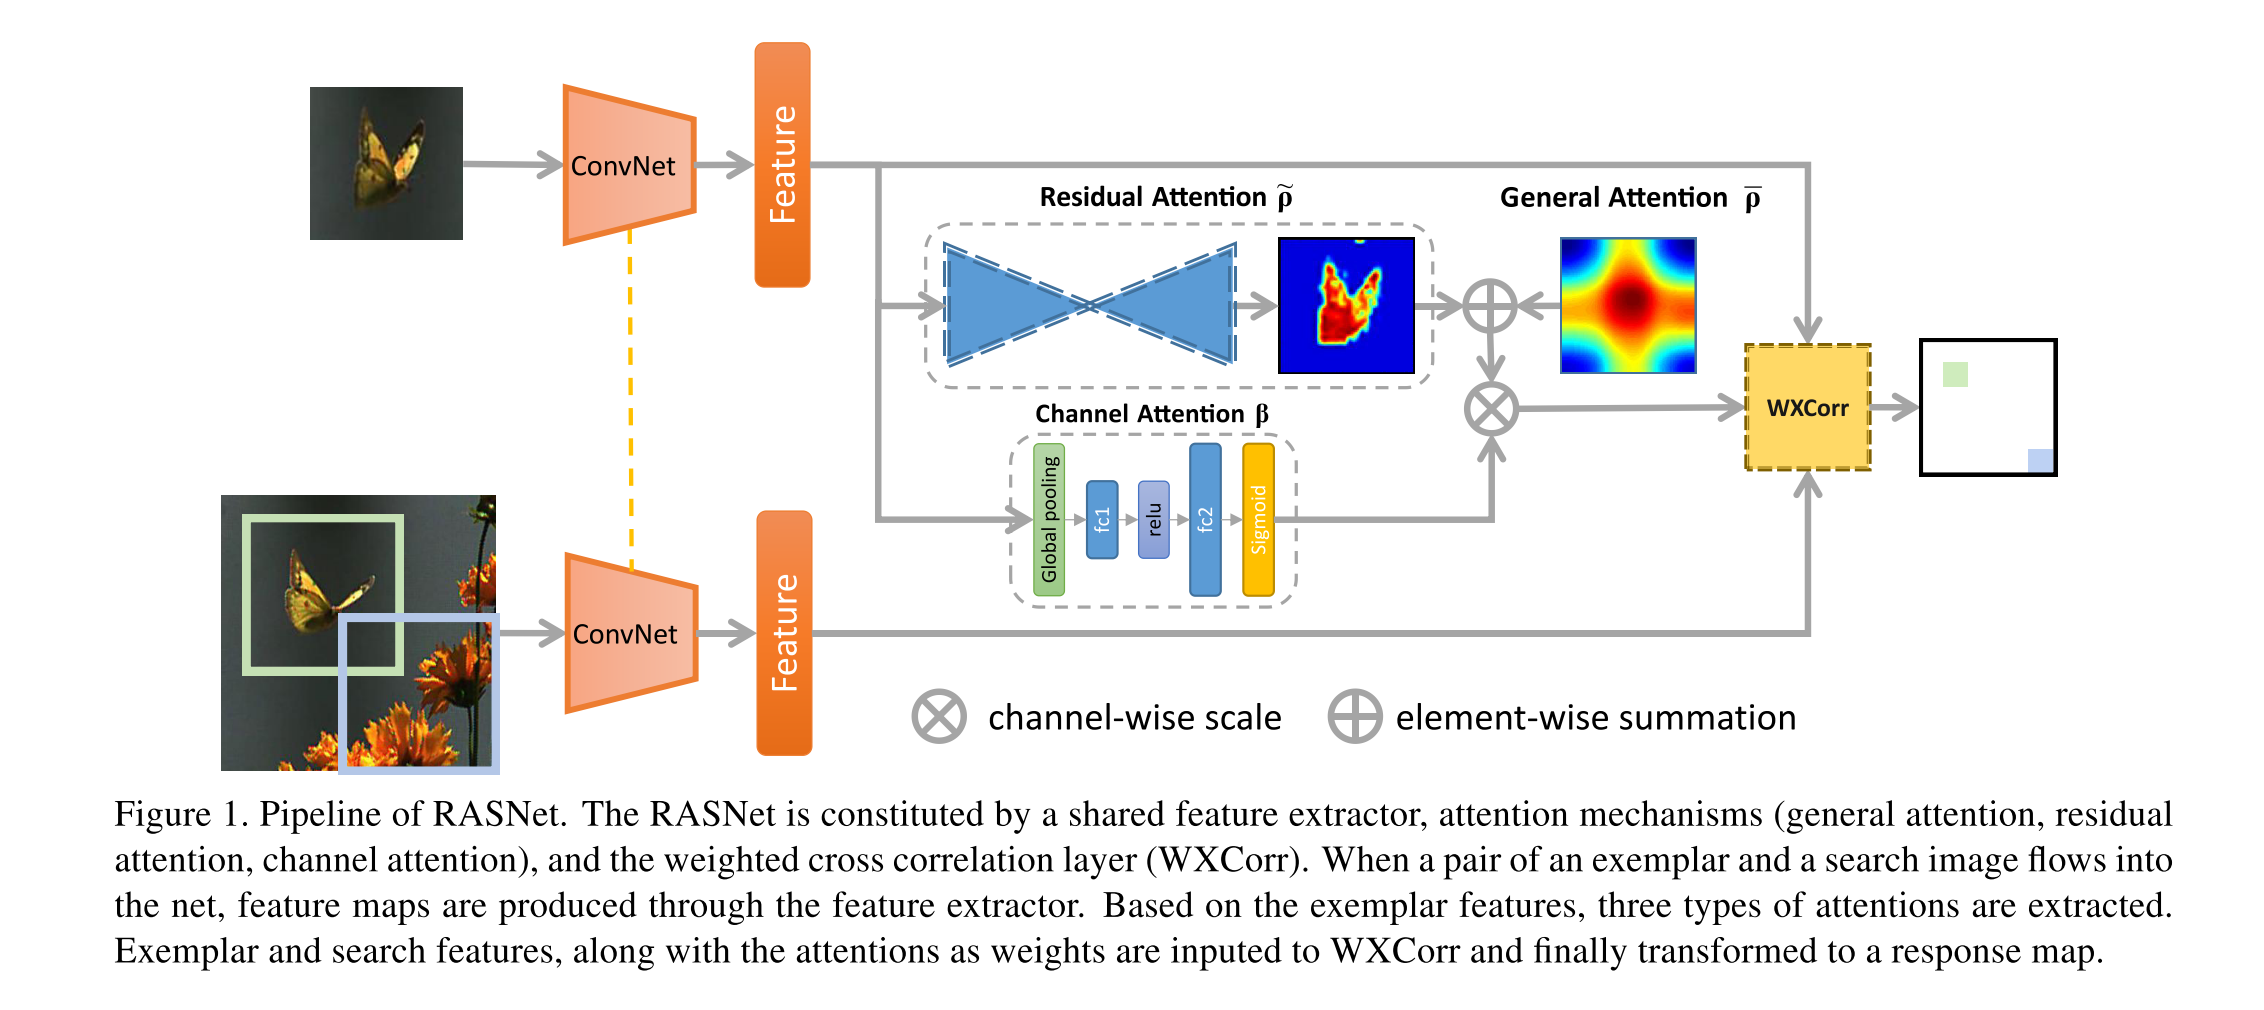 ConvNet
Feature
Residual Attention ρ̃
General Attention ρ̅
Channel Attention β
Global pooling
fc1
relu
fc2
Sigmoid
WXCorr
ConvNet
Feature
channel-wise scale
element-wise summation
Figure 1. Pipeline of RASNet. The RASNet is constituted by a shared feature extractor, attention mechanisms (general attention, residual
attention, channel attention), and the weighted cross correlation layer (WXCorr). When a pair of an exemplar and a search image flows into
the net, feature maps are produced through the feature extractor. Based on the exemplar features, three types of attentions are extracted.
Exemplar and search features, along with the attentions as weights are inputed to WXCorr and finally transformed to a response map.